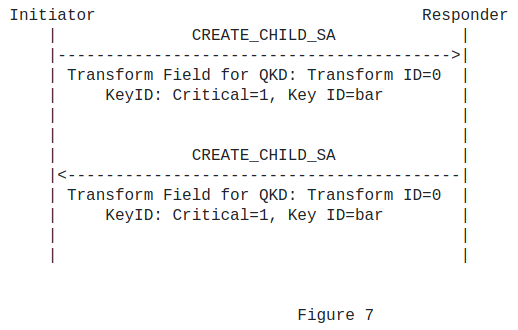 Initiator Responder
| CREATE_CHILD_SA |
|----------------------------------------->|
| Transform Field for QKD: Transform ID=0 |
| KeyID: Critical=1, Key ID=bar |
| |
| |
| CREATE_CHILD_SA |
|<-----------------------------------------|
| Transform Field for QKD: Transform ID=0 |
| KeyID: Critical=1, Key ID=bar |
| |
| |
Figure 7